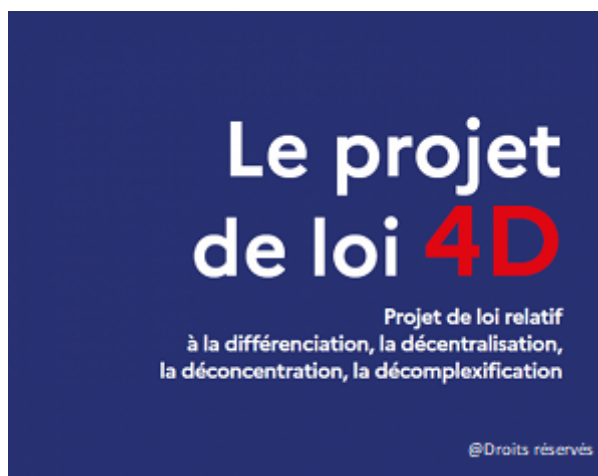 Le projet
de loi 4D
Projet de loi relatif
à la différenciation, la décentralisation,
la déconcentration, la décomplexification
@Droits réservés